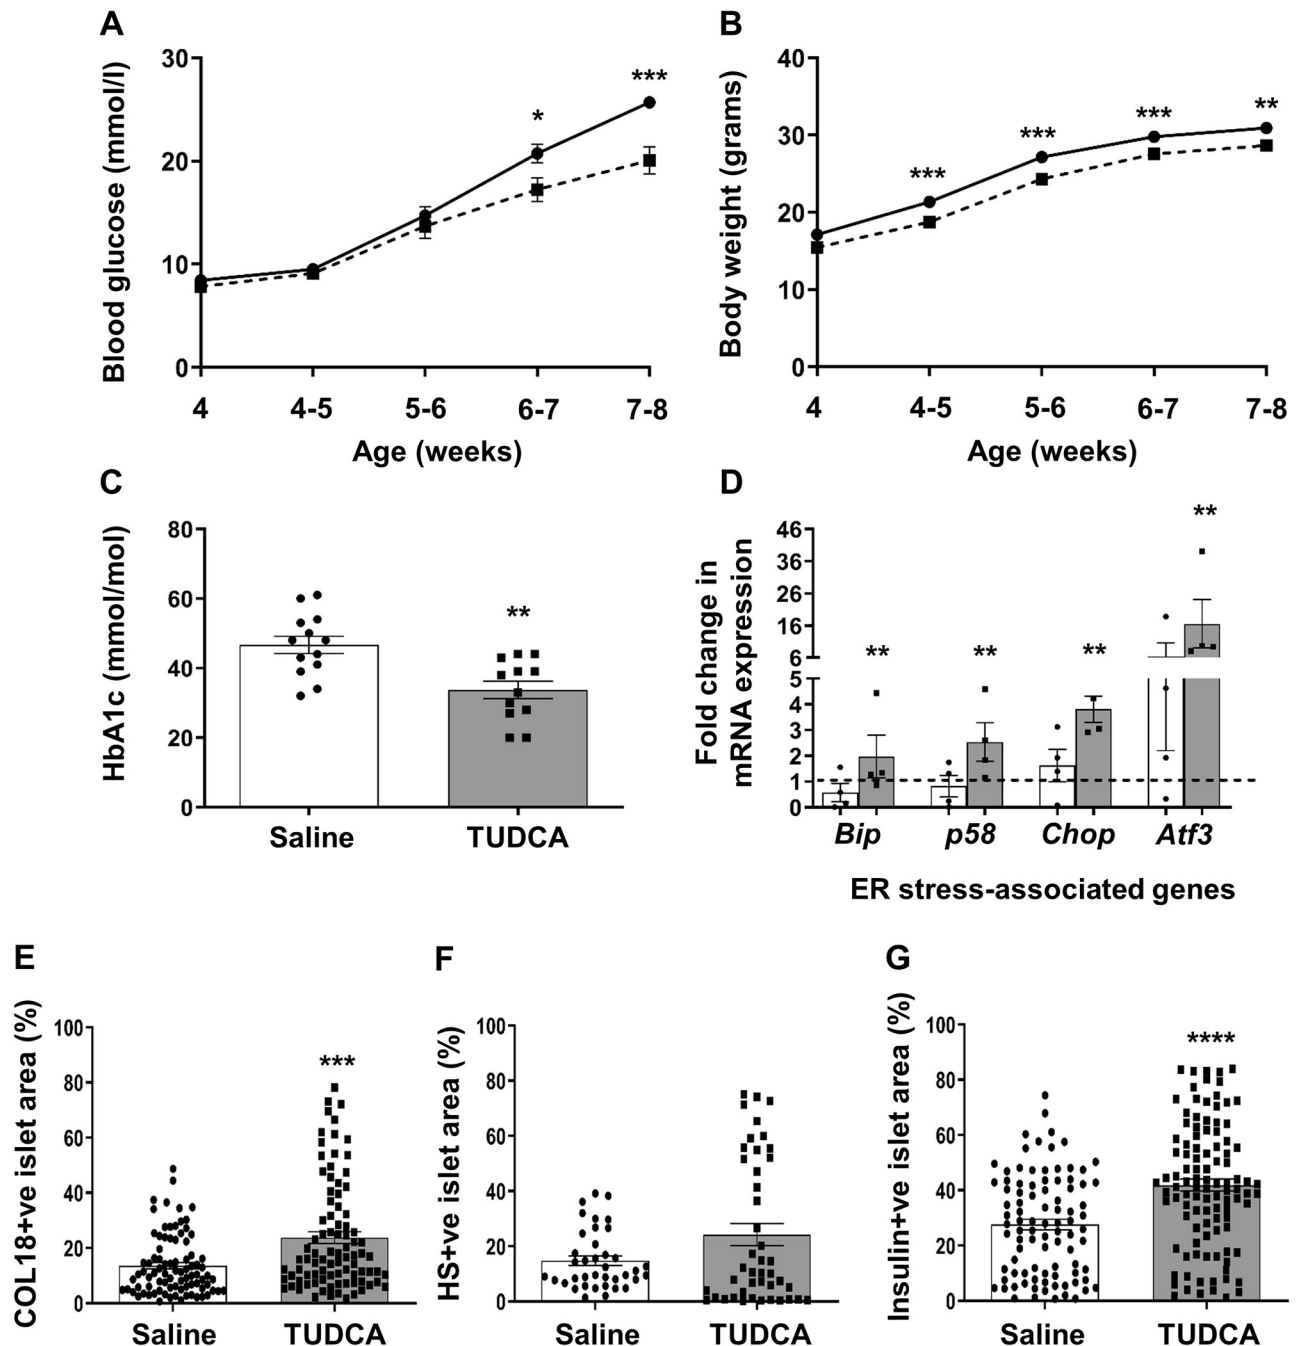 A
Blood glucose (mmol/l)
30
20
10
0
*
***
4
4-5
5-6
6-7
7-8
Age (weeks)
B
Body weight (grams)
40
30
20
10
0
***
***
***
**
4
4-5
5-6
6-7
7-8
Age (weeks)
C
HbA1c (mmol/mol)
80
60
40
20
0
**
Saline
TUDCA
D
Fold change in
mRNA expression
46
36
26
16
6
5
4
3
2
1
0
**
**
**
**
Bip
p58
Chop
Atf3
ER stress-associated genes
E
COL18+ve islet area (%)
100
80
60
40
20
0
***
Saline
TUDCA
F
HS+ve islet area (%)
100
80
60
40
20
0
Saline
TUDCA
G
Insulin+ve islet area (%)
100
80
60
40
20
0
****
Saline
TUDCA